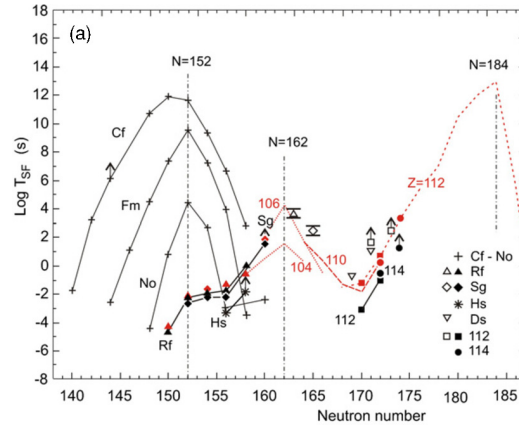 (a)
Log T_SF (s)
18
16
14
12
10
8
6
4
2
0
-2
-4
-6
-8
N=152
N=162
N=184
Cf
Fm
No
Rf
Hs
Sg
106
104
110
112
114
Z=112
+ Cf - No
▲ Rf
◇◆ Sg
✳ Hs
▽ Ds
□■ 112
● 114
140 145 150 155 160 165 170 175 180 185
Neutron number